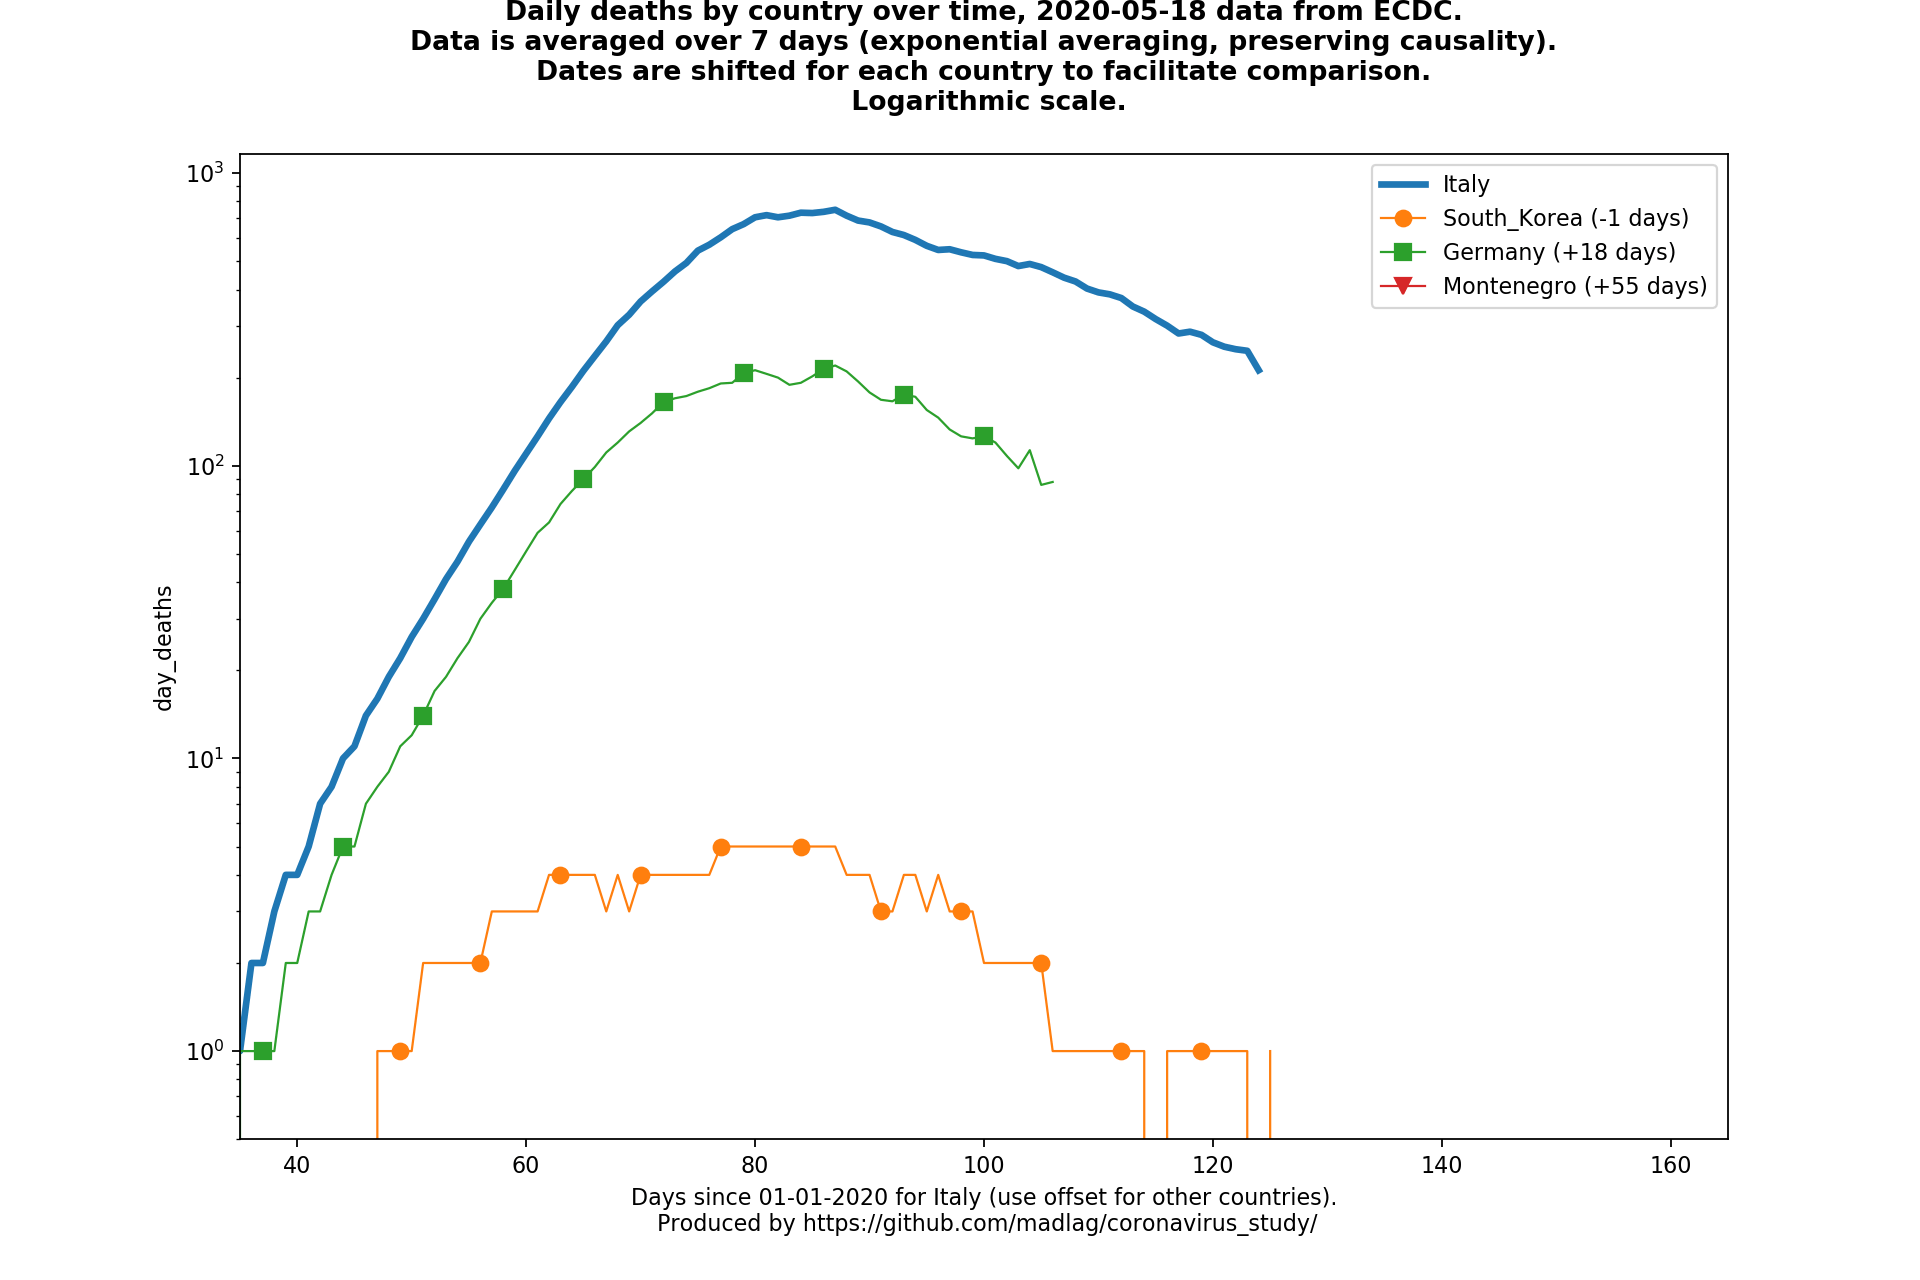 Daily deaths by country over time, 2020-05-18 data from ECDC.
Data is averaged over 7 days (exponential averaging, preserving causality).
Dates are shifted for each country to facilitate comparison.
Logarithmic scale.
10³
10²
10¹
10⁰
day_deaths
Italy
South_Korea (-1 days)
Germany (+18 days)
Montenegro (+55 days)
40 60 80 100 120 140 160
Days since 01-01-2020 for Italy (use offset for other countries).
Produced by https://github.com/madlag/coronavirus_study/